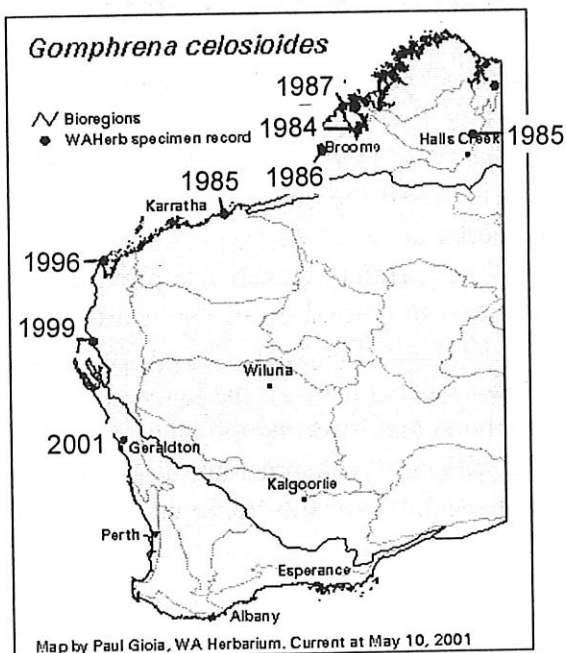 Gomphrena celosioides
Bioregions
WAHerb specimen record
1987
1984
Broome
Halls Creek
1985
1986
1985
Karratha
1996
1999
Wiluna
2001
Geraldton
Kalgoorlie
Perth
Esperance
Albany
Map by Paul Gioia, WA Herbarium. Current at May 10, 2001